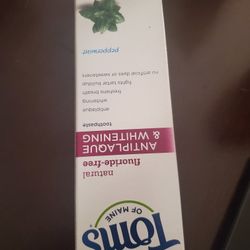 Tom's
OF MAINE
natural
fluoride-free
ANTIPLAQUE
& WHITENING
toothpaste
antiplaque
whitening
freshens breath
fights tartar buildup
no artificial dyes or sweeteners
peppermint